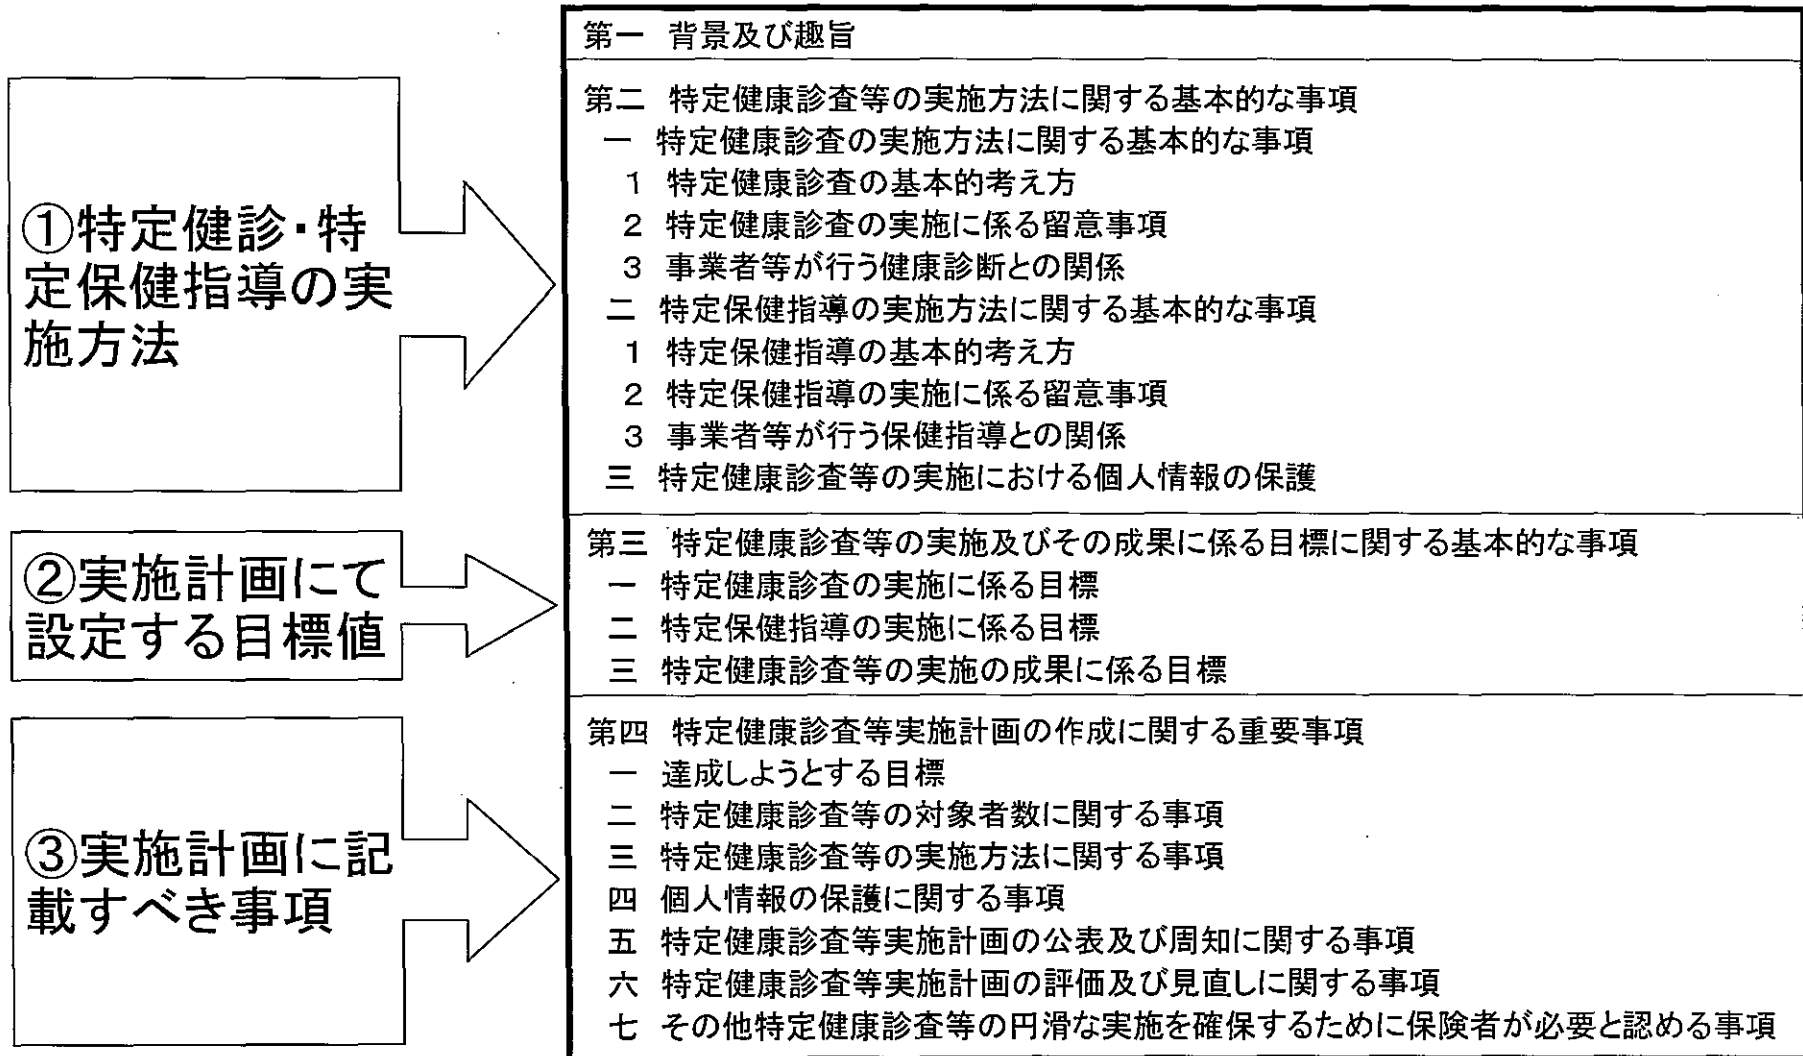 第一 背景及び趣旨
①特定健診・特
定保健指導の実
施方法
第二 特定健康診査等の実施方法に関する基本的な事項
一 特定健康診査の実施方法に関する基本的な事項
1 特定健康診査の基本的考え方
2 特定健康診査の実施に係る留意事項
3 事業者等が行う健康診断との関係
二 特定保健指導の実施方法に関する基本的な事項
1 特定保健指導の基本的考え方
2 特定保健指導の実施に係る留意事項
3 事業者等が行う保健指導との関係
三 特定健康診査等の実施における個人情報の保護
②実施計画にて
設定する目標値
第三 特定健康診査等の実施及びその成果に係る目標に関する基本的な事項
一 特定健康診査の実施に係る目標
二 特定保健指導の実施に係る目標
三 特定健康診査等の実施の成果に係る目標
③実施計画に記
載すべき事項
第四 特定健康診査等実施計画の作成に関する重要事項
一 達成しようとする目標
二 特定健康診査等の対象者数に関する事項
三 特定健康診査等の実施方法に関する事項
四 個人情報の保護に関する事項
五 特定健康診査等実施計画の公表及び周知に関する事項
六 特定健康診査等実施計画の評価及び見直しに関する事項
七 その他特定健康診査等の円滑な実施を確保するために保険者が必要と認める事項